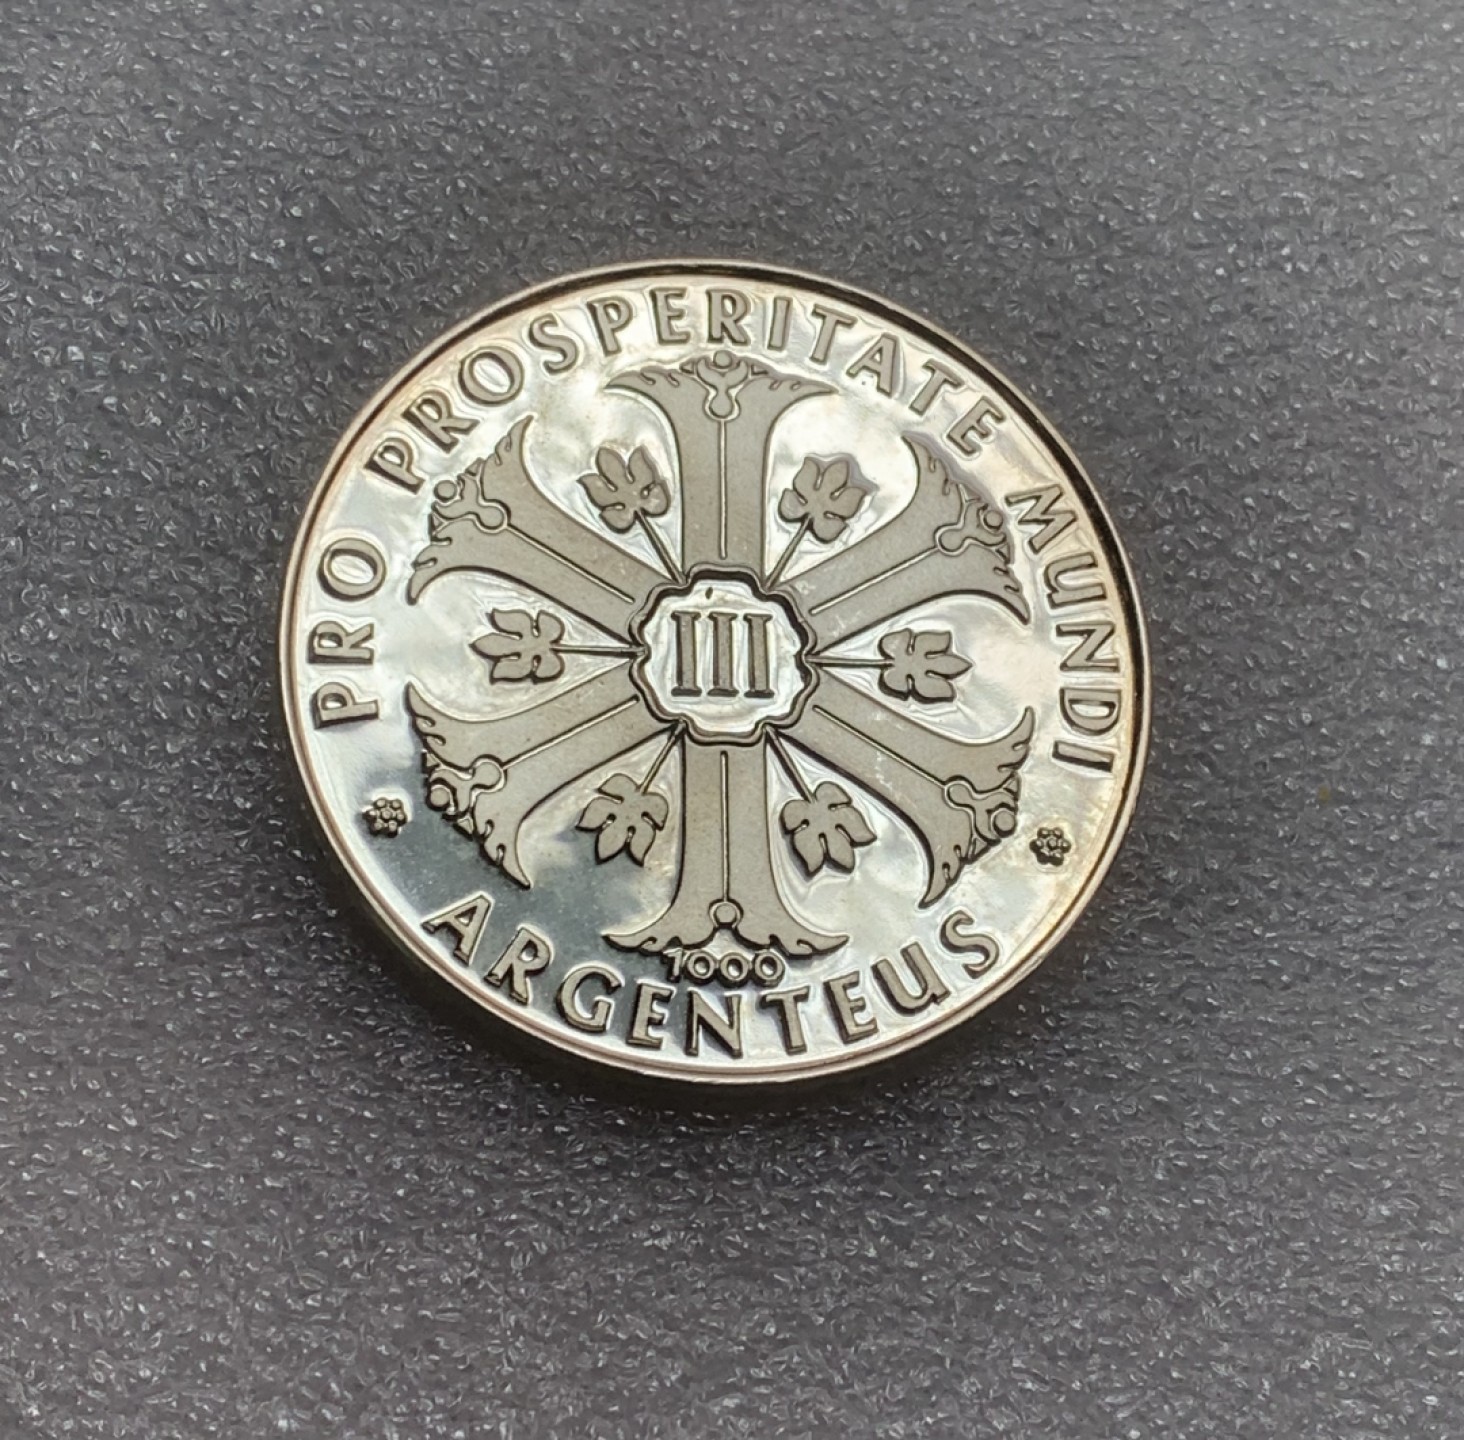 PRO PROSPERITATE MUNDI
III
1000
ARGENTEUS